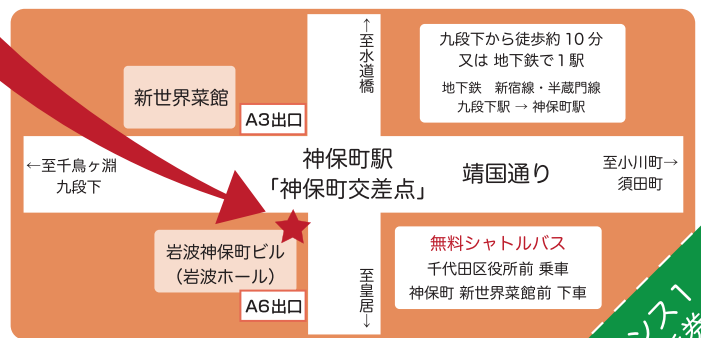 ↑至水道橋
九段下から徒歩約10分
又は 地下鉄で1駅
地下鉄　新宿線・半蔵門線
九段下駅 → 神保町駅
新世界菜館
A3出口
←至千鳥ヶ淵
九段下
神保町駅
「神保町交差点」
靖国通り
至小川町→
須田町
岩波神保町ビル
（岩波ホール）
A6出口
至皇居↓
無料シャトルバス
千代田区役所前 乗車
神保町 新世界菜館前 下車
ンス1
券